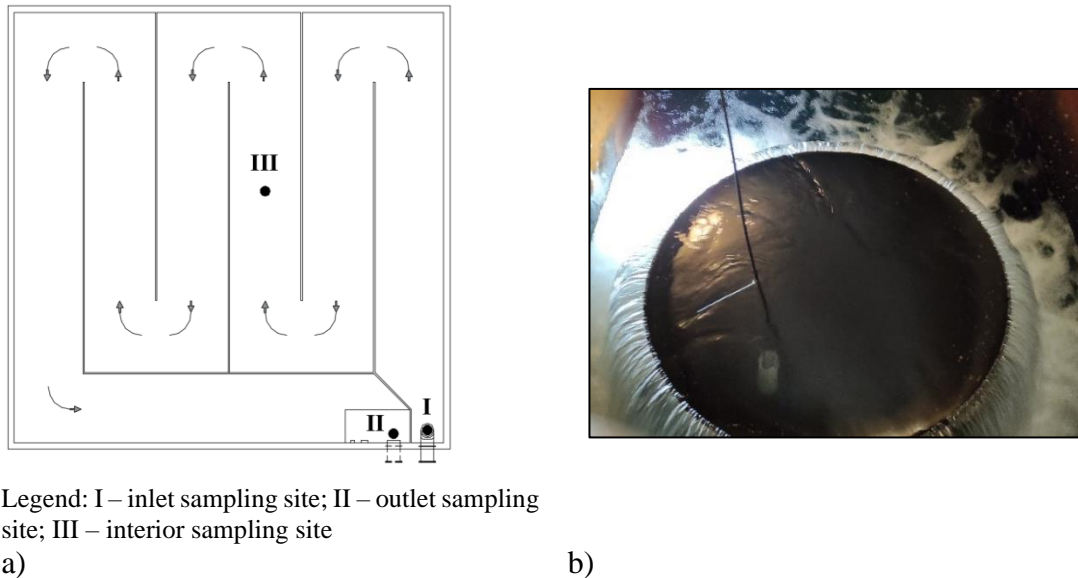 III
I
II
Legend: I – inlet sampling site; II – outlet sampling
site; III – interior sampling site
a)
b)